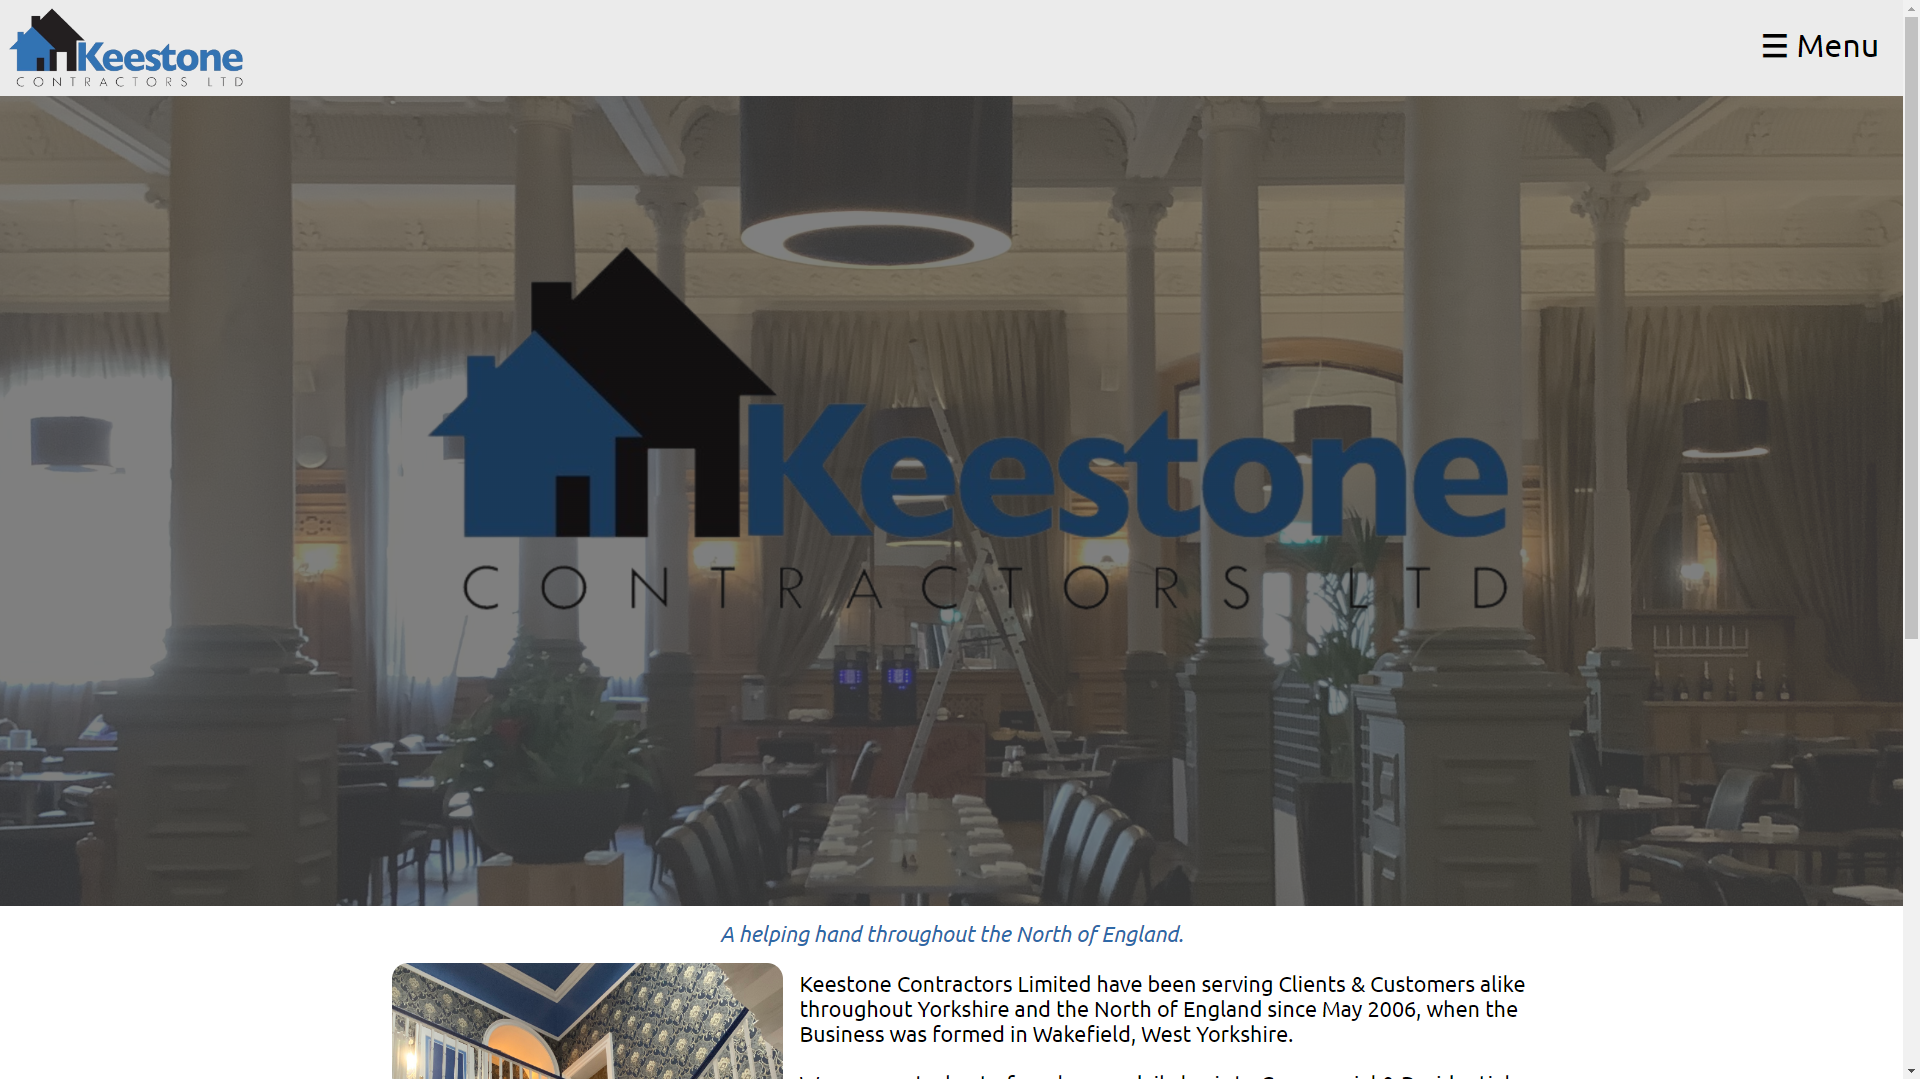 Keestone
CONTRACTORS LTD
☰ Menu
Keestone
CONTRACTORS LTD
A helping hand throughout the North of England.
Keestone Contractors Limited have been serving Clients & Customers alike
throughout Yorkshire and the North of England since May 2006, when the
Business was formed in Wakefield, West Yorkshire.